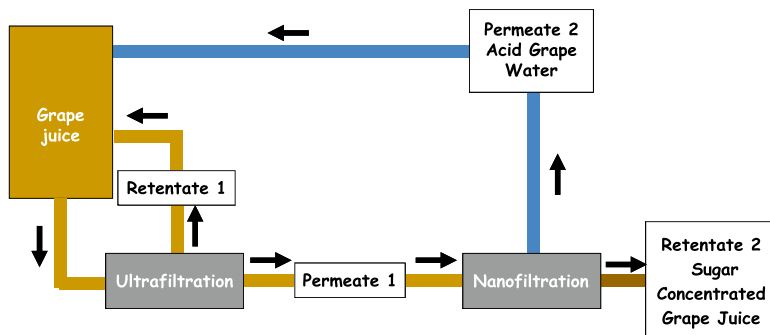 Permeate 2
Acid Grape
Water
Grape
juice
Retentate 1
Ultrafiltration
Permeate 1
Nanofiltration
Retentate 2
Sugar
Concentrated
Grape Juice